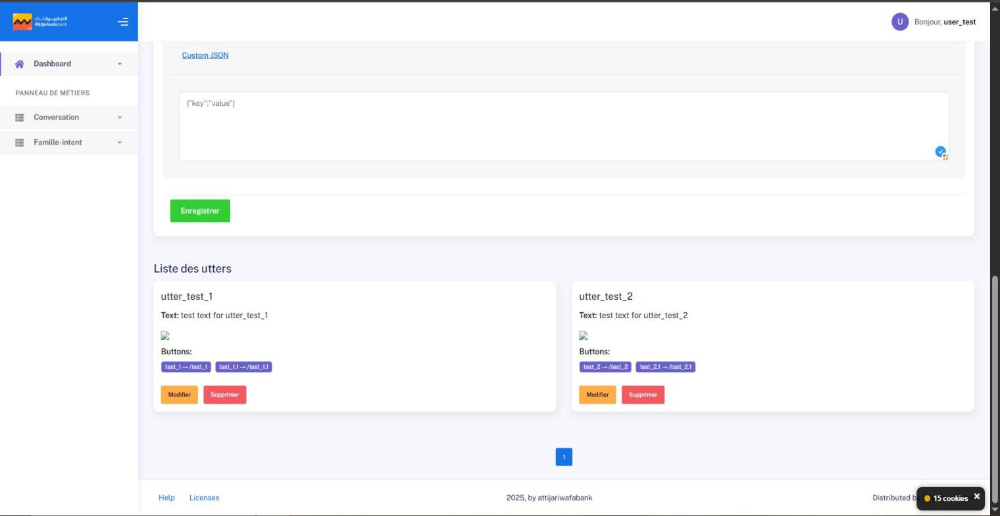 التجاري وفا بنك
Attijariwafa bank
U
Bonjour, user_test
Dashboard
PANNEAU DE MÉTIERS
Conversation
Famille-intent
Custom JSON
{"key":"value"}
Enregistrer
Liste des utters
utter_test_1
Text: test text for utter_test_1
Buttons:
test_1 → /test_1 test_1.1 → /test_1.1
Modifier Supprimer
utter_test_2
Text: test text for utter_test_2
Buttons:
test_2 → /test_2 test_2.1 → /test_2.1
Modifier Supprimer
1
Help Licenses
2025, by attijariwafabank
Distributed by
15 cookies ×